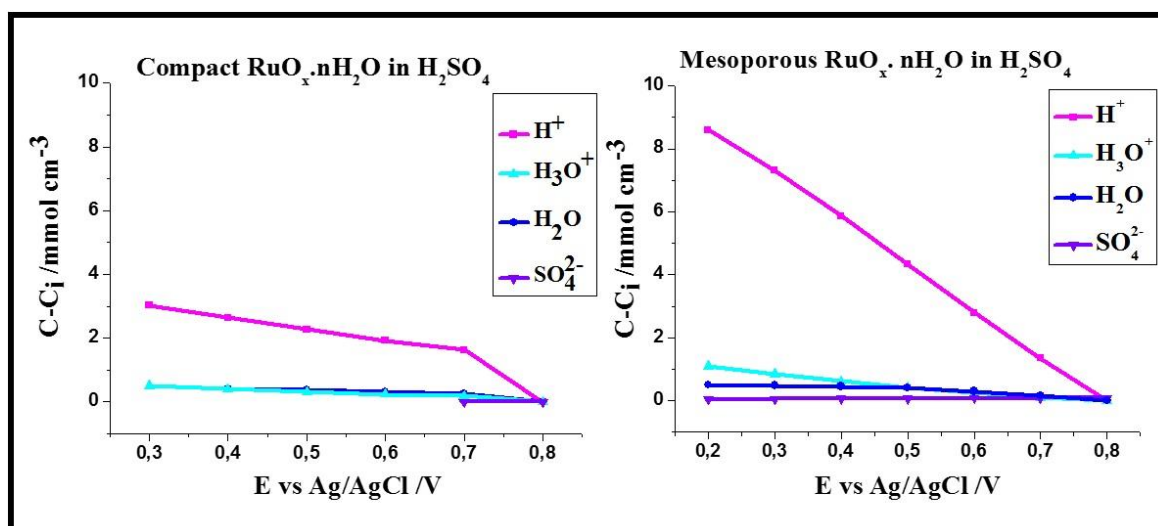 Compact RuOₓ.nH₂O in H₂SO₄
C-Cᵢ /mmol cm⁻³
10
8
6
4
2
0
H⁺
H₃O⁺
H₂O
SO₄²⁻
0,3 0,4 0,5 0,6 0,7 0,8
E vs Ag/AgCl /V
Mesoporous RuOₓ. nH₂O in H₂SO₄
C-Cᵢ /mmol cm⁻³
10
8
6
4
2
0
H⁺
H₃O⁺
H₂O
SO₄²⁻
0,2 0,3 0,4 0,5 0,6 0,7 0,8
E vs Ag/AgCl /V